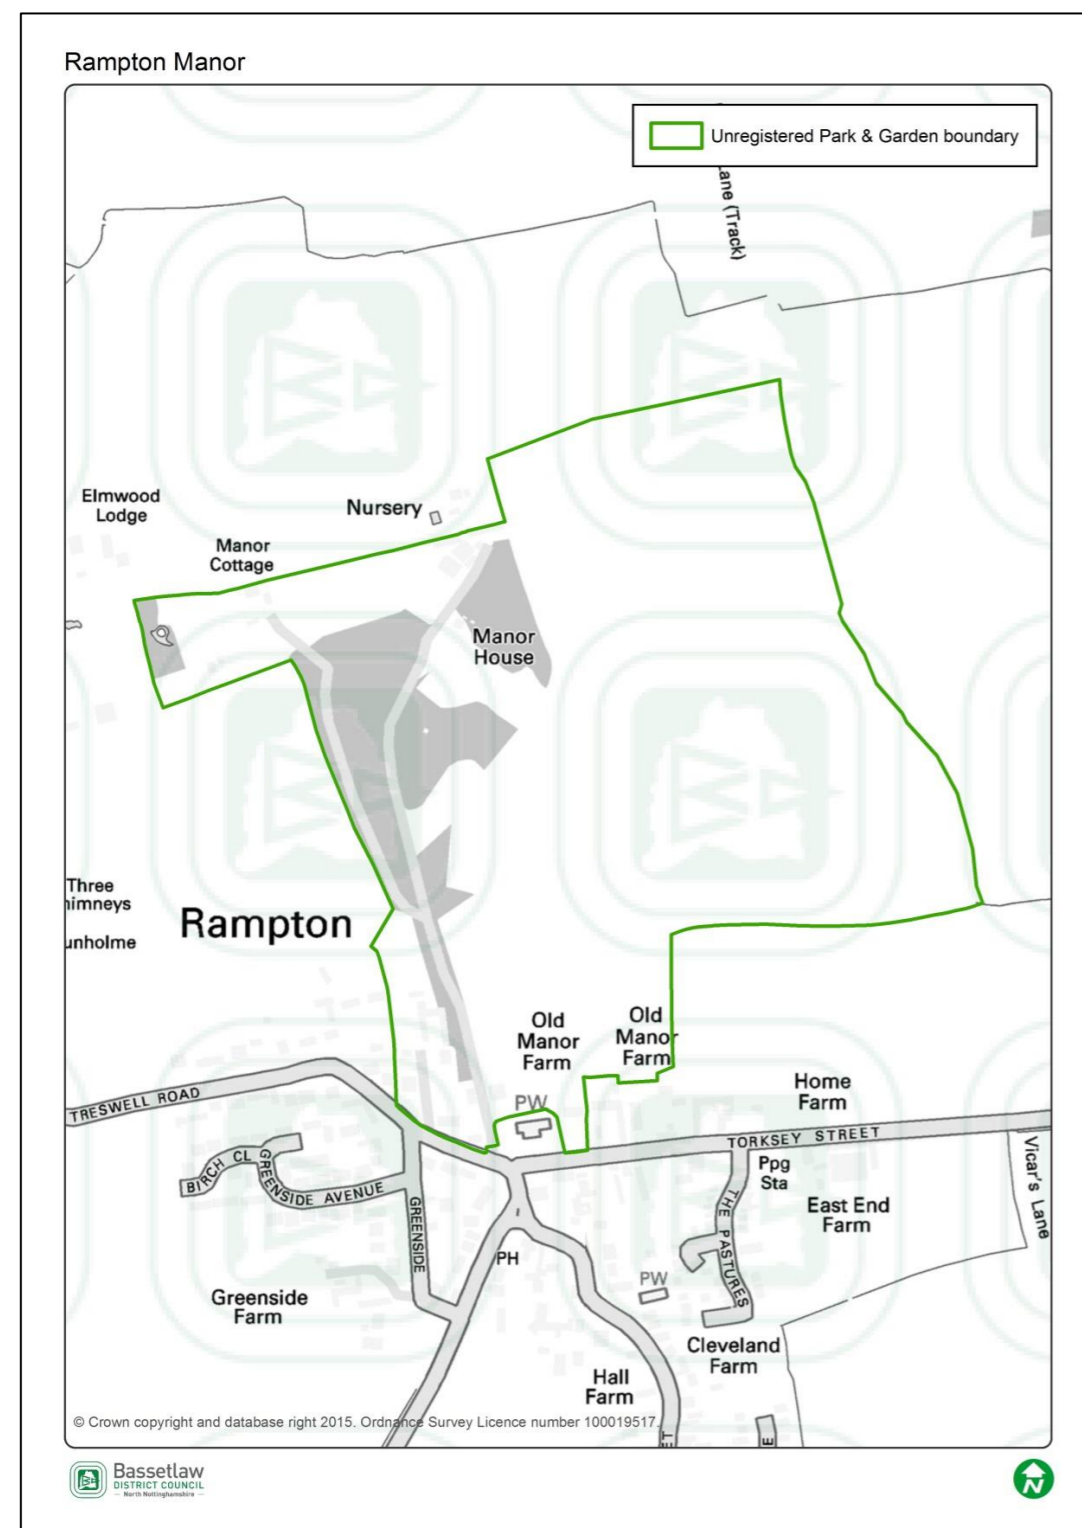 Rampton Manor
Unregistered Park & Garden boundary
Lane (Track)
Elmwood
Lodge
Nursery
Manor
Cottage
Manor
House
Three
himneys
Rampton
unholme
Old
Manor
Farm
Old
Manor
Farm
Home
Farm
TRESWELL ROAD
PW
TORKSEY STREET
BIRCH CL
GREENSIDE AVENUE
Ppg
Sta
Vicar's Lane
GREENSIDE
THE PASTURES
East End
Farm
PH
PW
Greenside
Farm
Cleveland
Farm
Hall
Farm
© Crown copyright and database right 2015. Ordnance Survey Licence number 100019517.
ET
E
Bassetlaw
DISTRICT COUNCIL
North Nottinghamshire
N